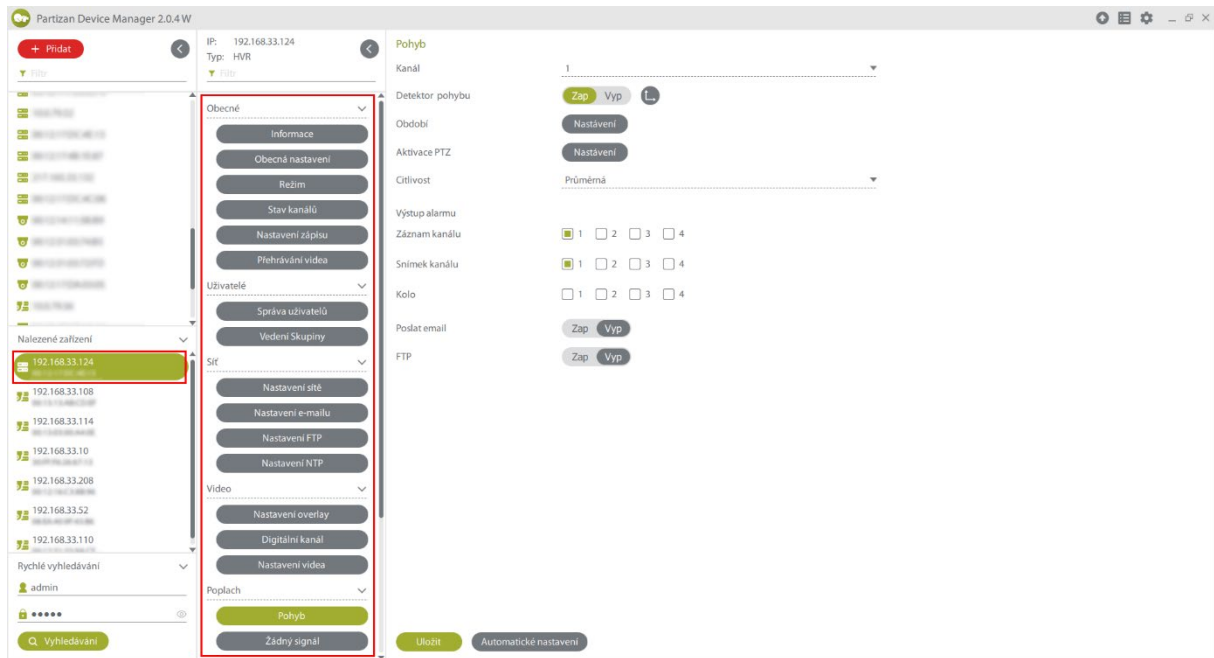 Partizan Device Manager 2.0.4 W
+ Přidat
Filtr
Nalezené zařízení
192.168.33.124
192.168.33.108
192.168.33.114
192.168.33.10
192.168.33.208
192.168.33.52
192.168.33.110
Rychlé vyhledávání
admin
Vyhledávání
IP: 192.168.33.124
Typ: HVR
Filtr
Obecné
Informace
Obecná nastavení
Režim
Stav kanálů
Nastavení zápisu
Přehrávání videa
Uživatelé
Správa uživatelů
Vedení Skupiny
Síť
Nastavení sítě
Nastavení e-mailu
Nastavení FTP
Nastavení NTP
Video
Nastavení overlay
Digitální kanál
Nastavení videa
Poplach
Pohyb
Žádný signál
Pohyb
Kanál 1
Detektor pohybu Zap Vyp
Období Nastávení
Aktivace PTZ Nastávení
Citlivost Průměrná
Výstup alarmu
Záznam kanálu 1 2 3 4
Snímek kanálu 1 2 3 4
Kolo 1 2 3 4
Poslat email Zap Vyp
FTP Zap Vyp
Uložit Automatické nastavení